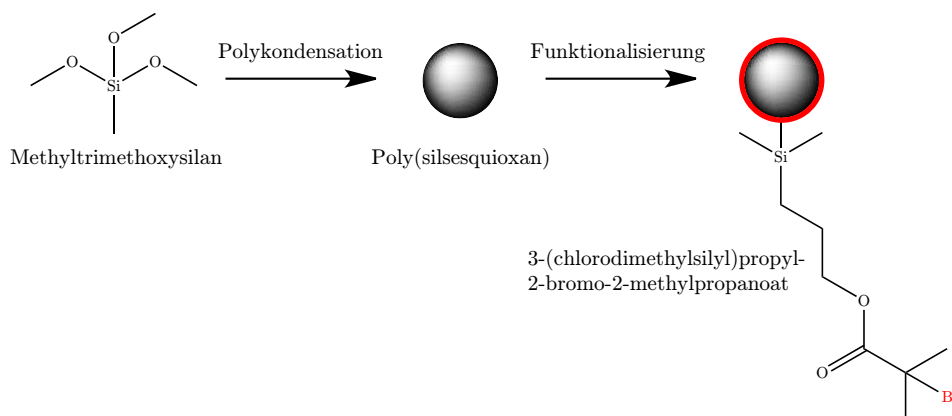 Polykondensation
Funktionalisierung
O
O
O
Si
Methyltrimethoxysilan
Poly(silsesquioxan)
Si
3-(chlorodimethylsilyl)propyl-
2-bromo-2-methylpropanoat
O
O
B